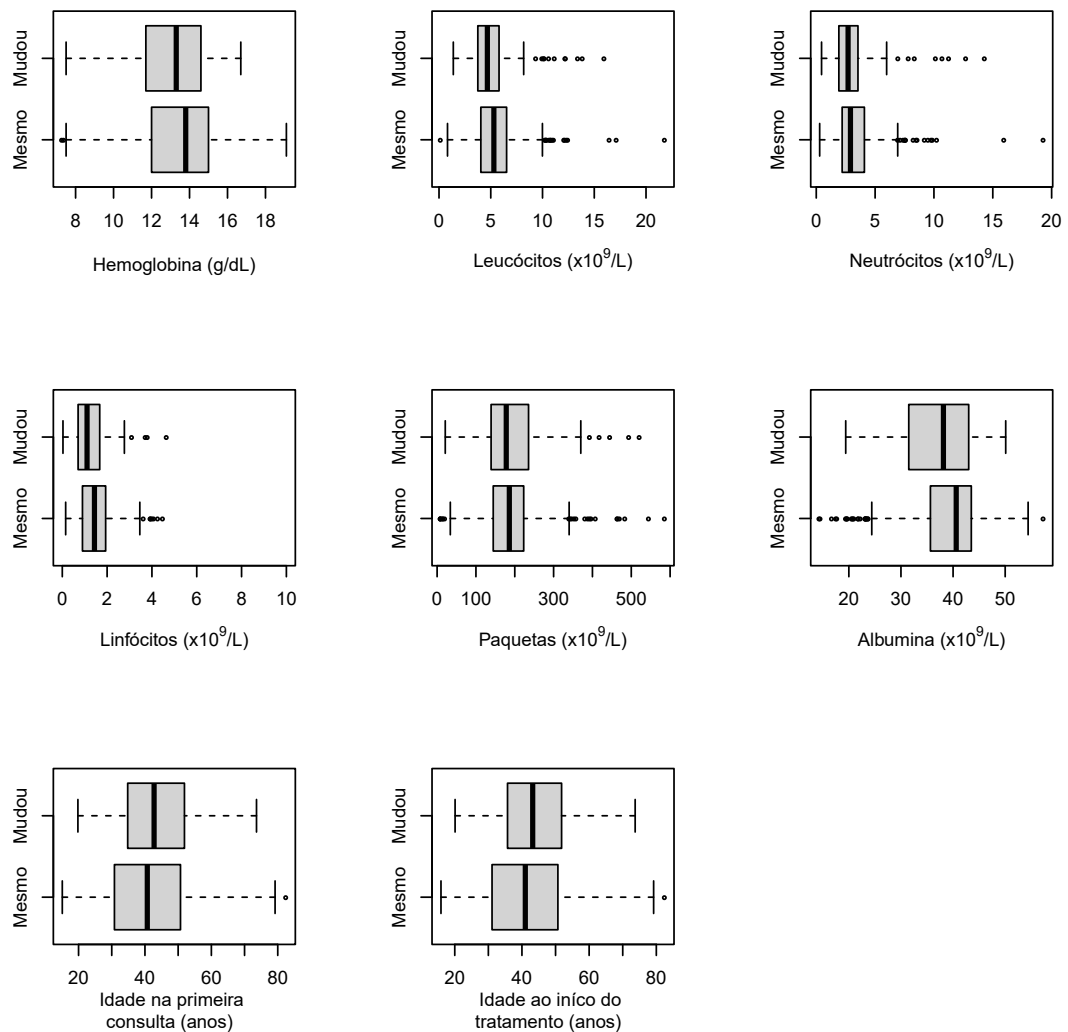 Mudou
Mesmo
8 10 12 14 16 18
Hemoglobina (g/dL)
Mudou
Mesmo
0 5 10 15 20
Leucócitos (x10⁹/L)
Mudou
Mesmo
0 5 10 15 20
Neutrócitos (x10⁹/L)
Mudou
Mesmo
0 2 4 6 8 10
Linfócitos (x10⁹/L)
Mudou
Mesmo
0 100 300 500
Paquetas (x10⁹/L)
Mudou
Mesmo
20 30 40 50
Albumina (x10⁹/L)
Mudou
Mesmo
20 40 60 80
Idade na primeira
consulta (anos)
Mudou
Mesmo
20 40 60 80
Idade ao iníco do
tratamento (anos)